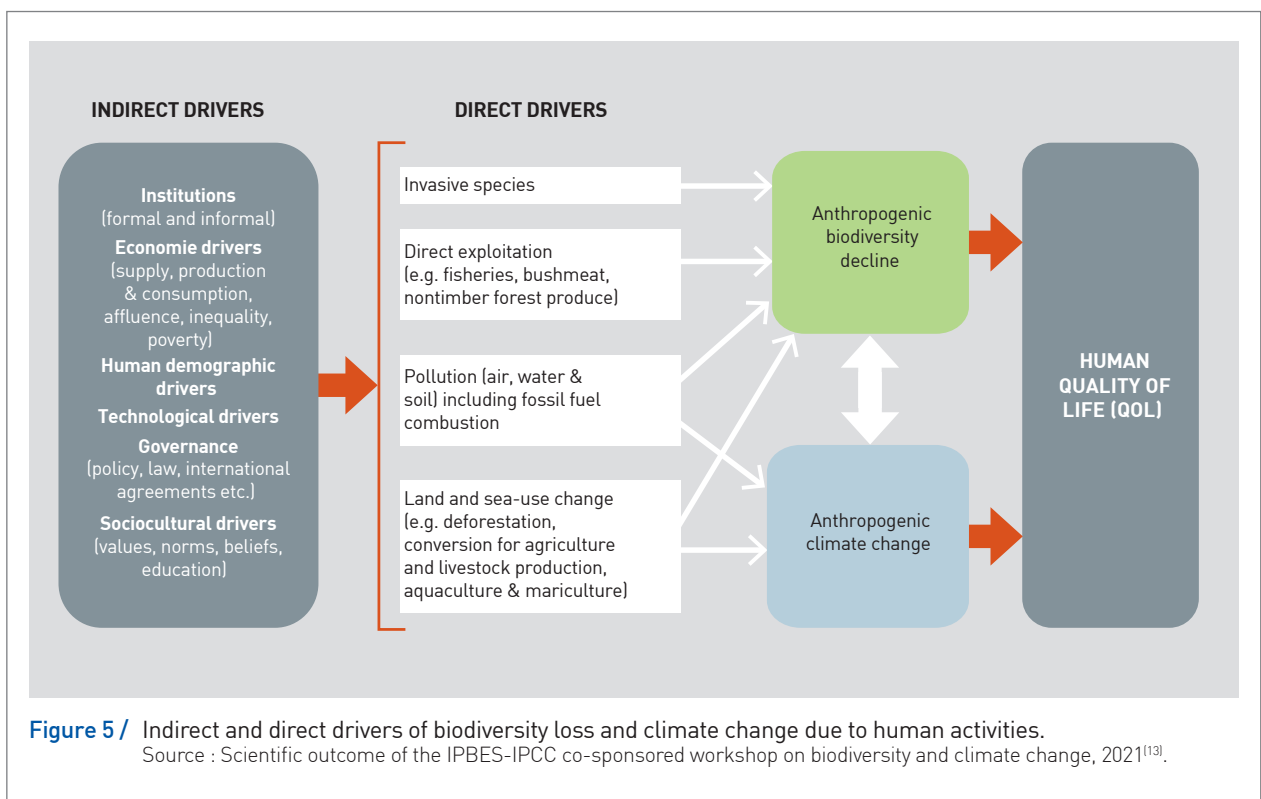 INDIRECT DRIVERS
Institutions
(formal and informal)
Economie drivers
(supply, production
& consumption,
affluence, inequality,
poverty)
Human demographic
drivers
Technological drivers
Governance
(policy, law, international
agreements etc.)
Sociocultural drivers
(values, norms, beliefs,
education)
DIRECT DRIVERS
Invasive species
Direct exploitation
(e.g. fisheries, bushmeat,
nontimber forest produce)
Pollution (air, water &
soil) including fossil fuel
combustion
Land and sea-use change
(e.g. deforestation,
conversion for agriculture
and livestock production,
aquaculture & mariculture)
Anthropogenic
biodiversity
decline
Anthropogenic
climate change
HUMAN
QUALITY OF
LIFE (QOL)
Figure 5 / Indirect and direct drivers of biodiversity loss and climate change due to human activities.
Source : Scientific outcome of the IPBES-IPCC co-sponsored workshop on biodiversity and climate change, 2021(13).